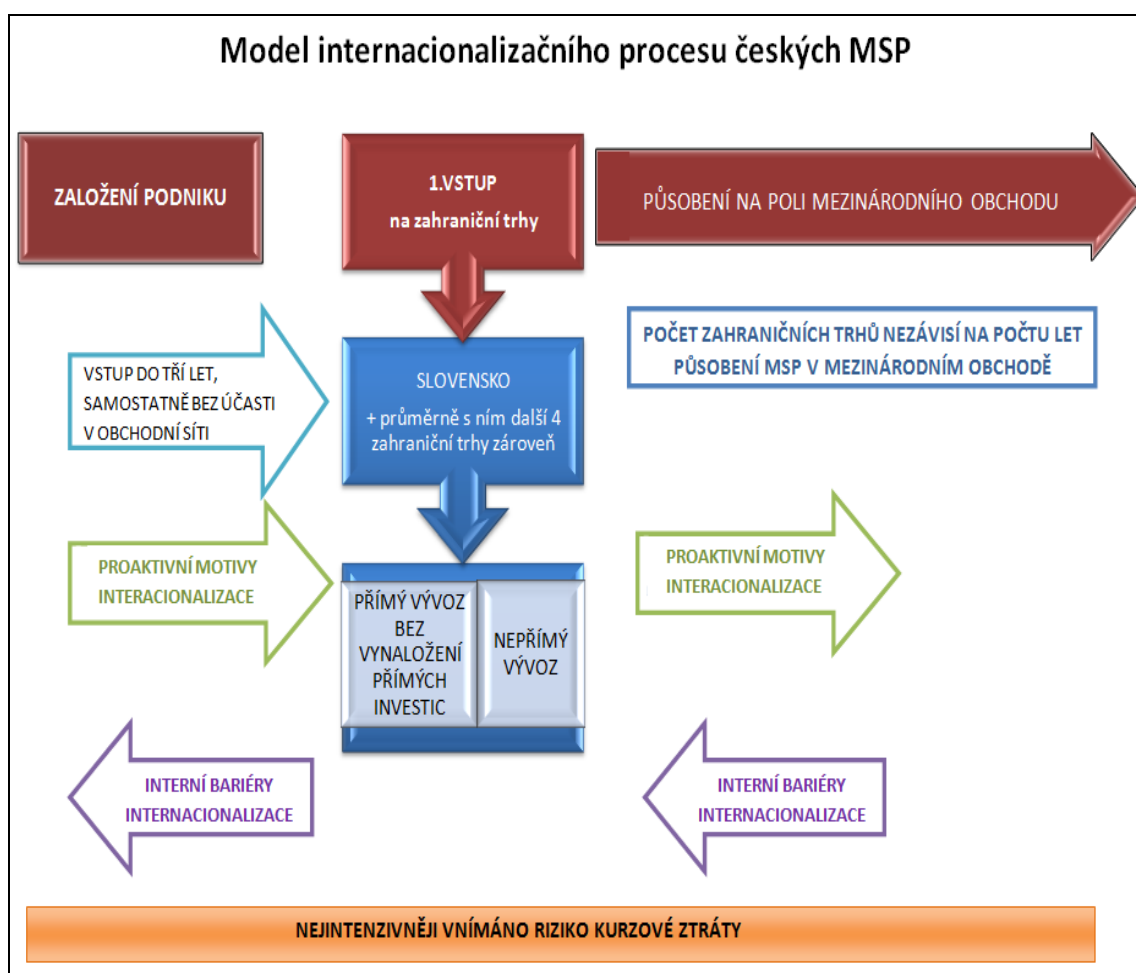 Model internacionalizačního procesu českých MSP
ZALOŽENÍ PODNIKU
1.VSTUP
na zahraniční trhy
PŮSOBENÍ NA POLI MEZINÁRODNÍHO OBCHODU
VSTUP DO TŘÍ LET,
SAMOSTATNĚ BEZ ÚČASTI
V OBCHODNÍ SÍTI
SLOVENSKO
+ průměrně s ním další 4
zahraniční trhy zároveň
POČET ZAHRANIČNÍCH TRHŮ NEZÁVISÍ NA POČTU LET
PŮSOBENÍ MSP V MEZINÁRODNÍM OBCHODĚ
PROAKTIVNÍ MOTIVY
INTERACIONALIZACE
PŘÍMÝ VÝVOZ
BEZ
VYNALOŽENÍ
PŘÍMÝCH
INVESTIC
NEPŘÍMÝ
VÝVOZ
PROAKTIVNÍ MOTIVY
INTERACIONALIZACE
INTERNÍ BARIÉRY
INTERNACIONALIZACE
INTERNÍ BARIÉRY
INTERNACIONALIZACE
NEJINTENZIVNĚJI VNÍMÁNO RIZIKO KURZOVÉ ZTRÁTY